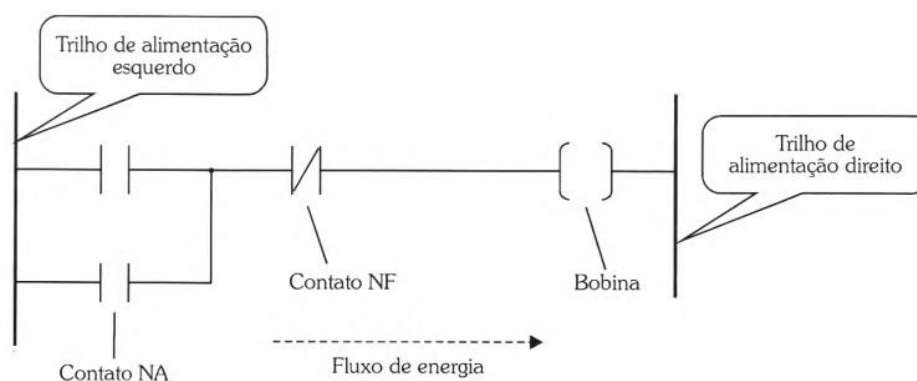 Trilho de alimentação
esquerdo
Trilho de
alimentação direito
Contato NF
Bobina
Contato NA
Fluxo de energia